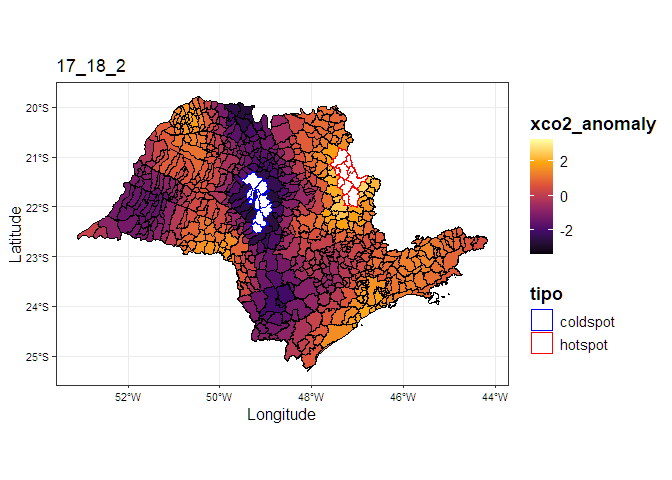 17_18_2
20°S
21°S
22°S
23°S
24°S
25°S
Latitude
52°W
50°W
48°W
46°W
44°W
Longitude
xco2_anomaly
2
0
-2
tipo
coldspot
hotspot